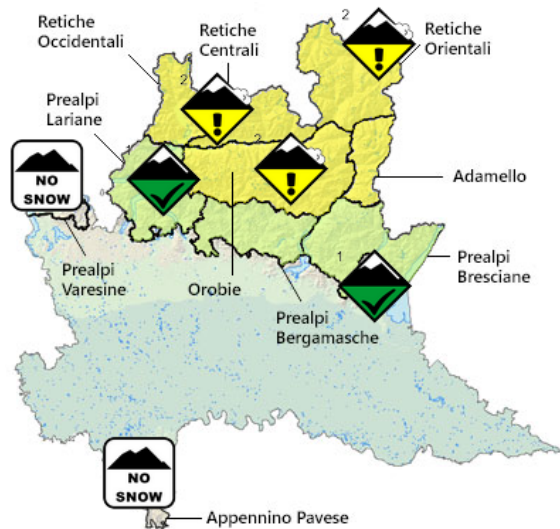 2
Retiche
Occidentali
Retiche
Centrali
Retiche
Orientali
2
Prealpi
Lariane
!
!
2
!
NO
SNOW
Adamello
Prealpi
Varesine
Orobie
1
Prealpi
Bresciane
Prealpi
Bergamasche
NO
SNOW
Appennino Pavese